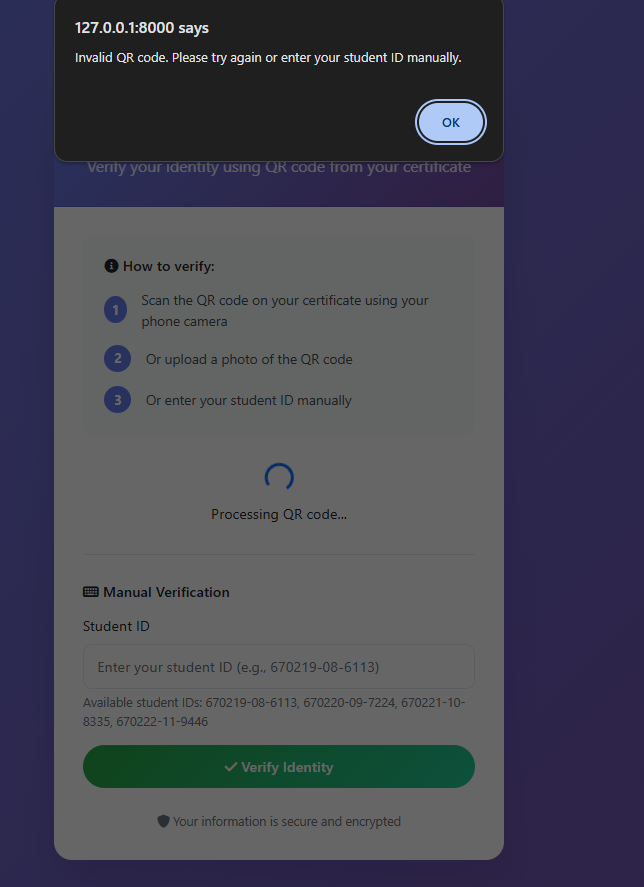 127.0.0.1:8000 says
Invalid QR code. Please try again or enter your student ID manually.
OK
Verify your identity using QR code from your certificate
How to verify:
1
Scan the QR code on your certificate using your
phone camera
2
Or upload a photo of the QR code
3
Or enter your student ID manually
Processing QR code...
Manual Verification
Student ID
Enter your student ID (e.g., 670219-08-6113)
Available student IDs: 670219-08-6113, 670220-09-7224, 670221-10-
8335, 670222-11-9446
Verify Identity
Your information is secure and encrypted